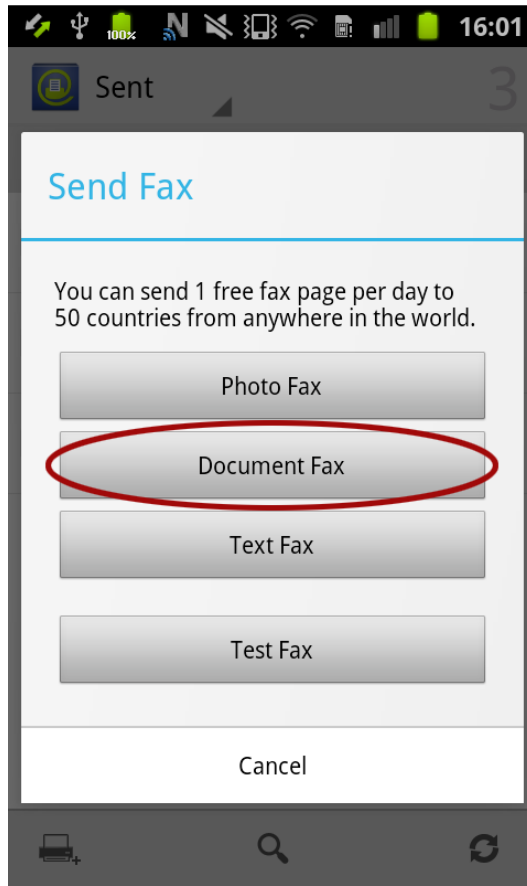 100%
16:01
Sent
3
Send Fax
You can send 1 free fax page per day to
50 countries from anywhere in the world.
Photo Fax
Document Fax
Text Fax
Test Fax
Cancel